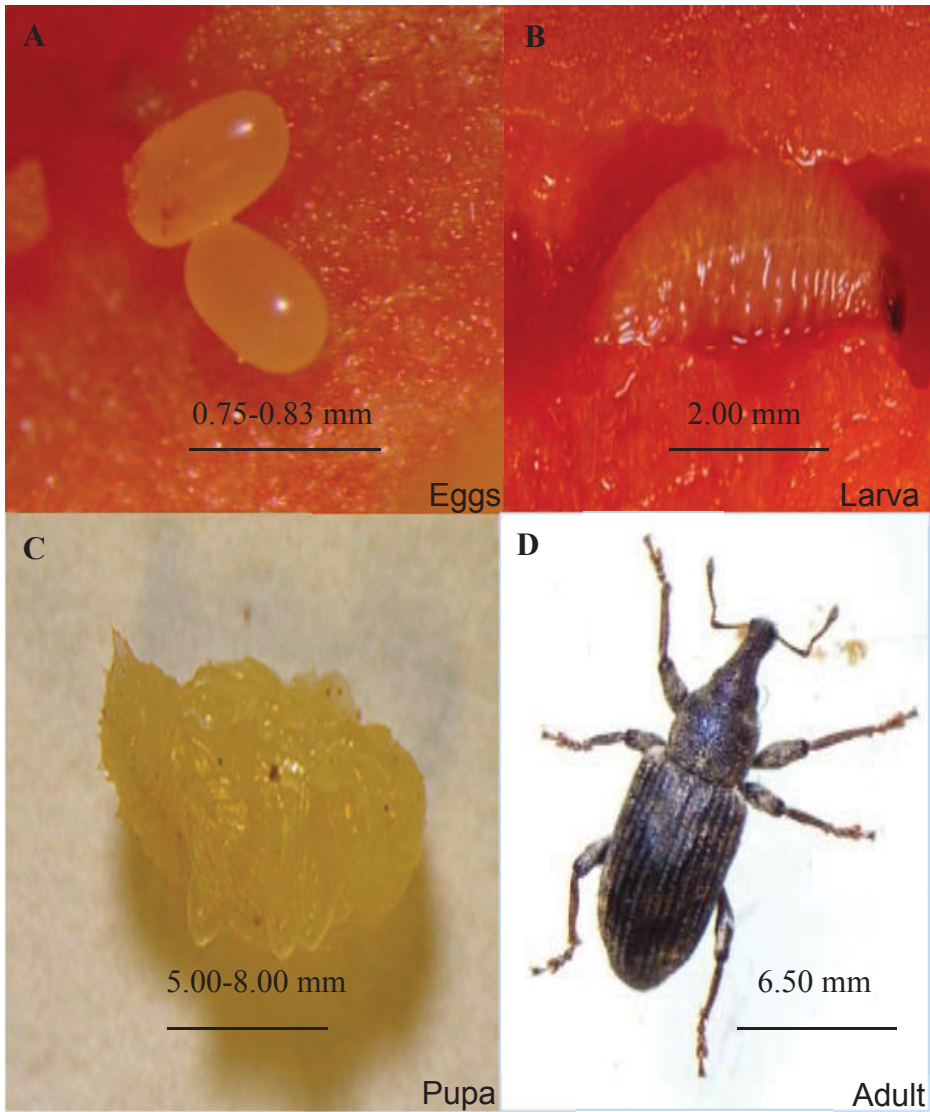 A
B
0.75-0.83 mm
2.00 mm
Eggs
Larva
C
D
5.00-8.00 mm
6.50 mm
Pupa
Adult